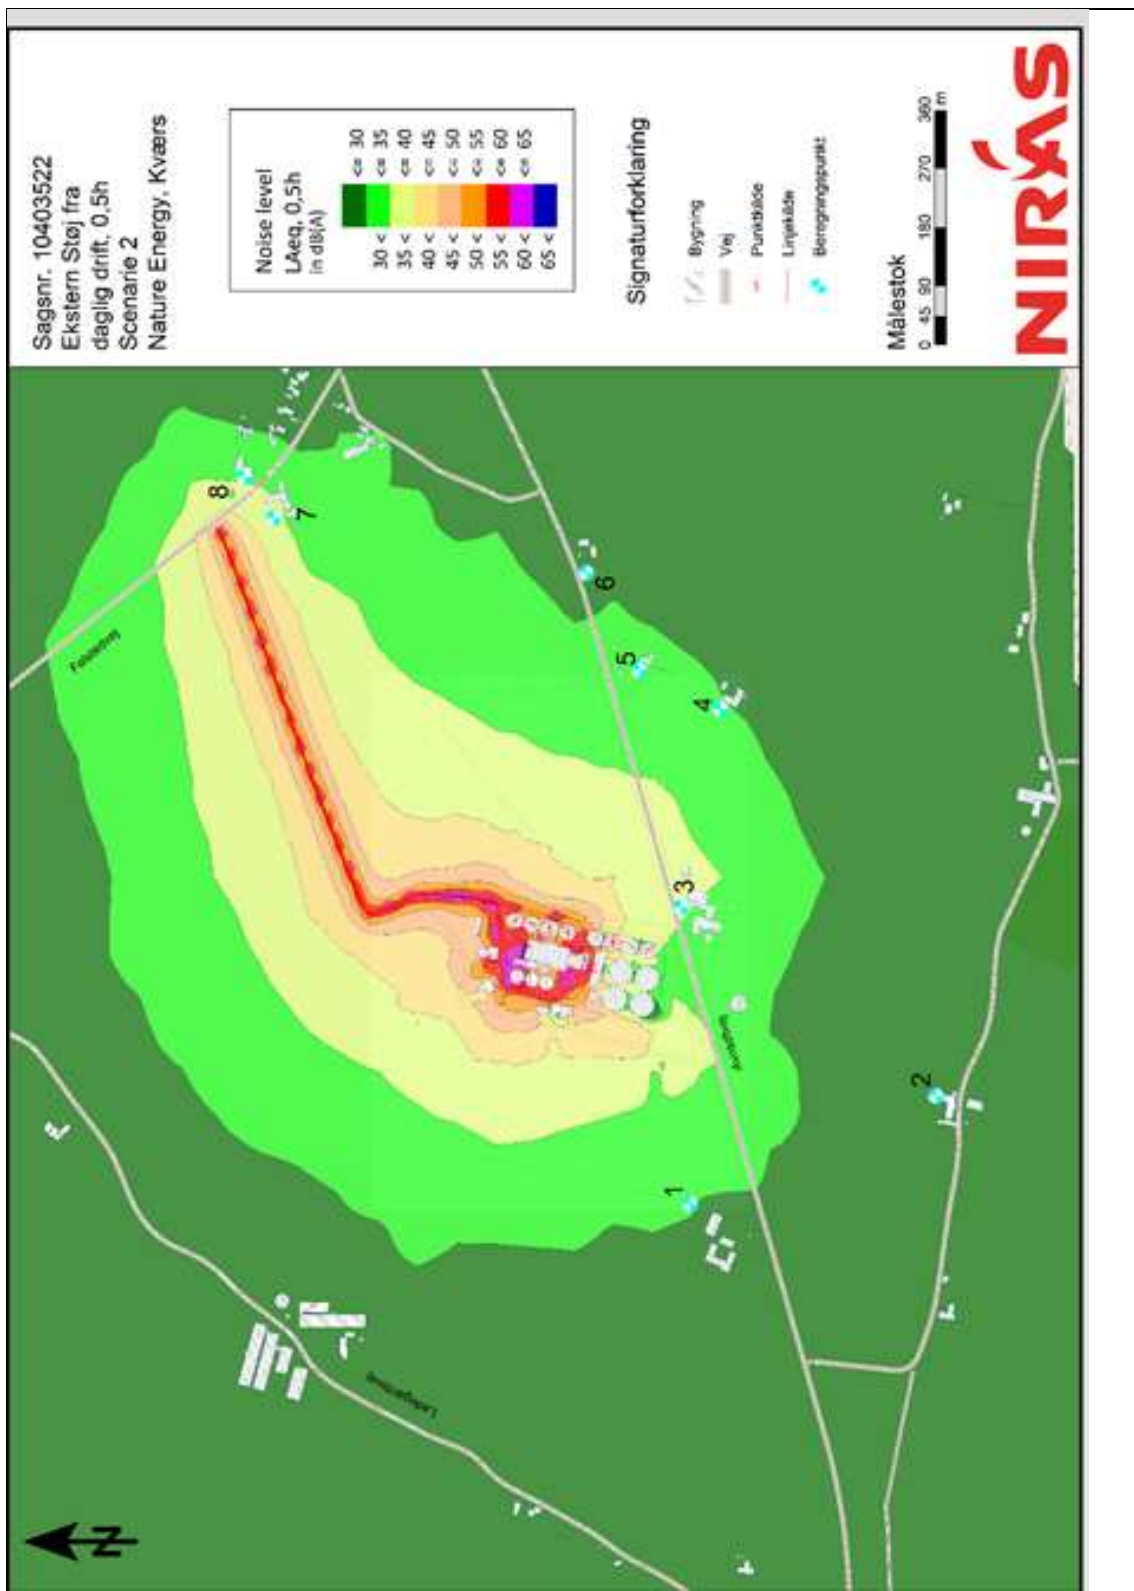 Sagsnr. 10403522
Ekstern Støj fra
daglig drift, 0,5h
Scenarie 2
Nature Energy, Kværs
Noise level
LAeq, 0,5h
in dB(A)
<= 30
30 < <= 35
35 < <= 40
40 < <= 45
45 < <= 50
50 < <= 55
55 < <= 60
60 < <= 65
65 <
Signaturforklaring
Bygning
Vej
Punktkilde
Linjekilde
Beregningspunkt
Målestok
0 45 90 180 270 360
m
NIRAS
N
8
7
6
5
4
3
2
1